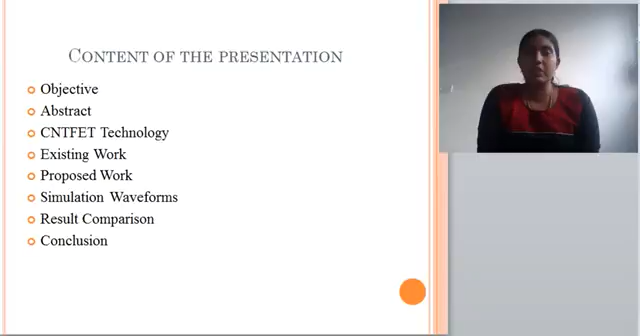 CONTENT OF THE PRESENTATION
Objective
Abstract
CNTFET Technology
Existing Work
Proposed Work
Simulation Waveforms
Result Comparison
Conclusion